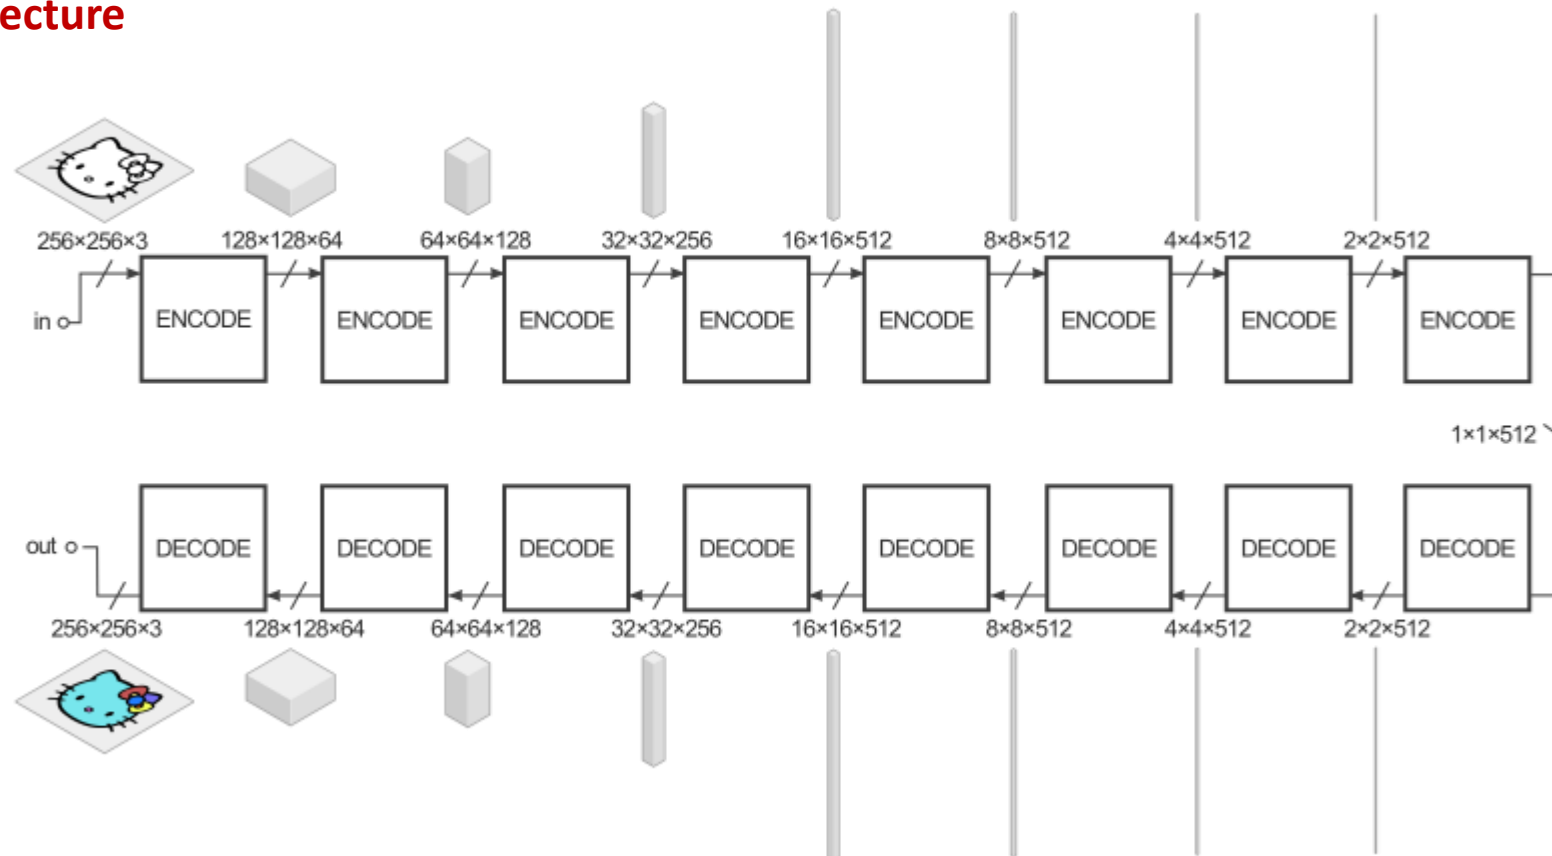 ecture
256×256×3 128×128×64 64×64×128 32×32×256 16×16×512 8×8×512 4×4×512 2×2×512
in ENCODE ENCODE ENCODE ENCODE ENCODE ENCODE ENCODE ENCODE
1×1×512
out DECODE DECODE DECODE DECODE DECODE DECODE DECODE DECODE
256×256×3 128×128×64 64×64×128 32×32×256 16×16×512 8×8×512 4×4×512 2×2×512